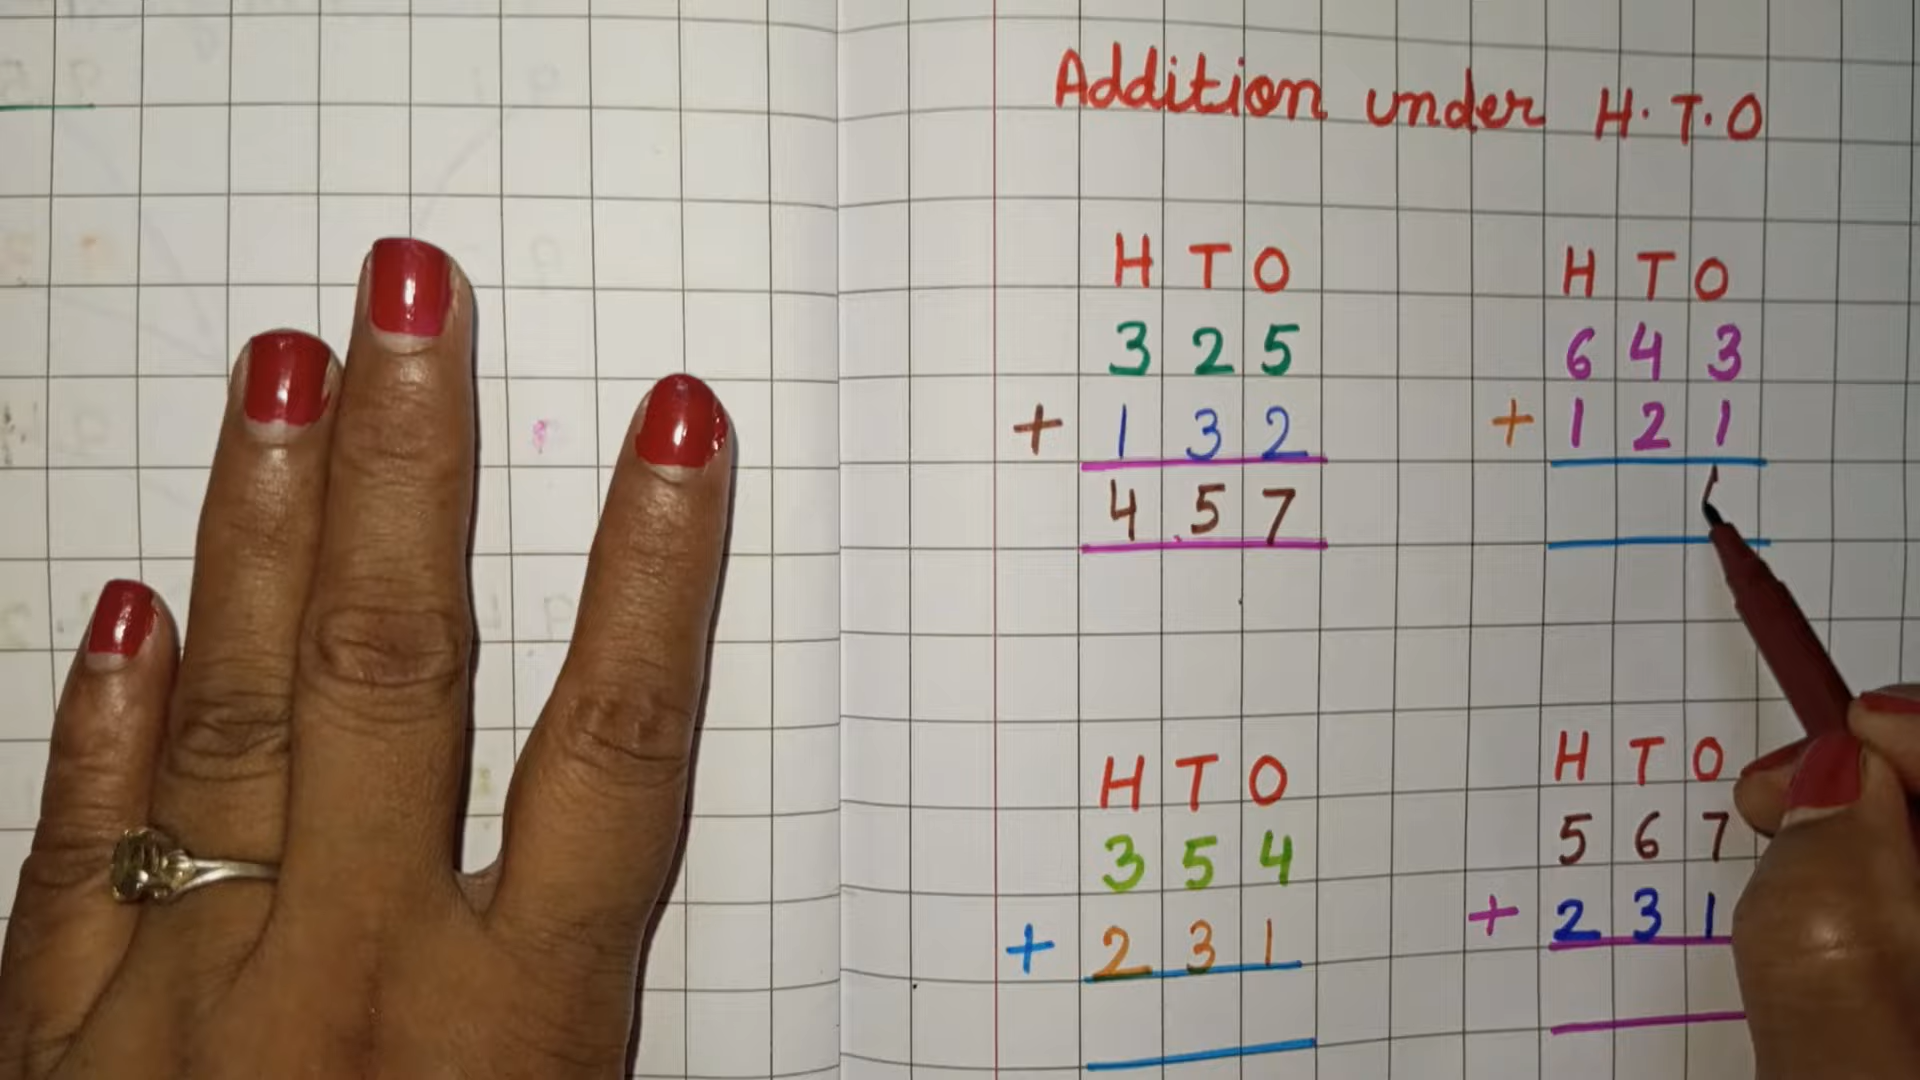 Addition under H.T.O
H T O
3 2 5
+ 1 3 2
4 5 7
H T O
6 4 3
+ 1 2 1
H T O
3 5 4
+ 2 3 1
H T O
5 6 7
+ 2 3 1